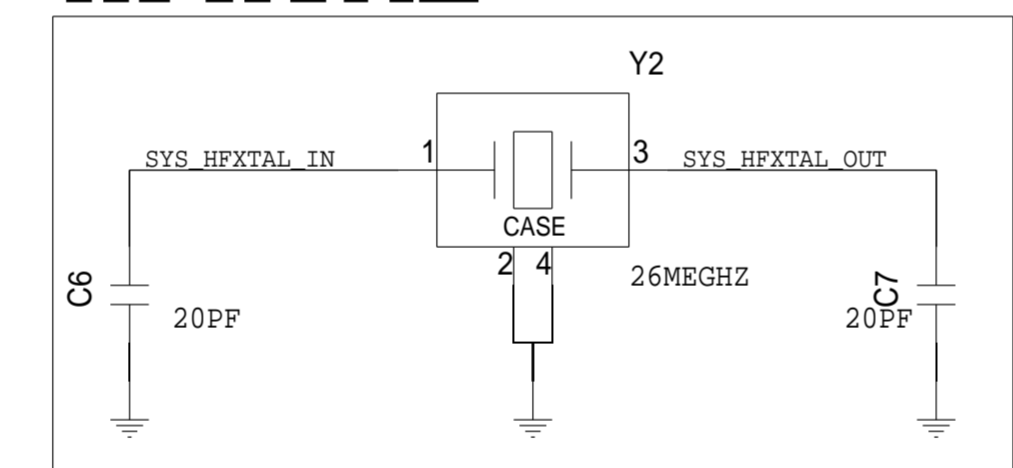 Y2
SYS_HFXTAL_IN
1
3
SYS_HFXTAL_OUT
CASE
2 4
26MEGHZ
C6
20PF
C7
20PF